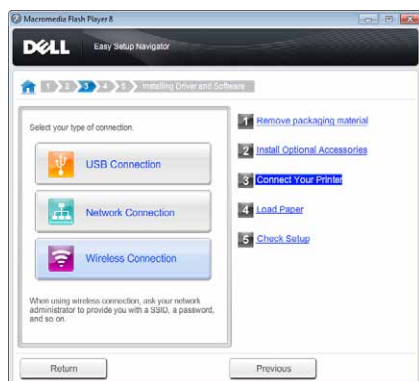 Macromedia Flash Player 8
DELL Easy Setup Navigator
1 2 3 4 5 Installing Driver and Software
Select your type of connection.
USB Connection
Network Connection
Wireless Connection
When using wireless connection, ask your network
administrator to provide you with a SSID, a password,
and so on.
1 Remove packaging material
2 Install Optional Accessories
3 Connect Your Printer
4 Load Paper
5 Check Setup
Return
Previous